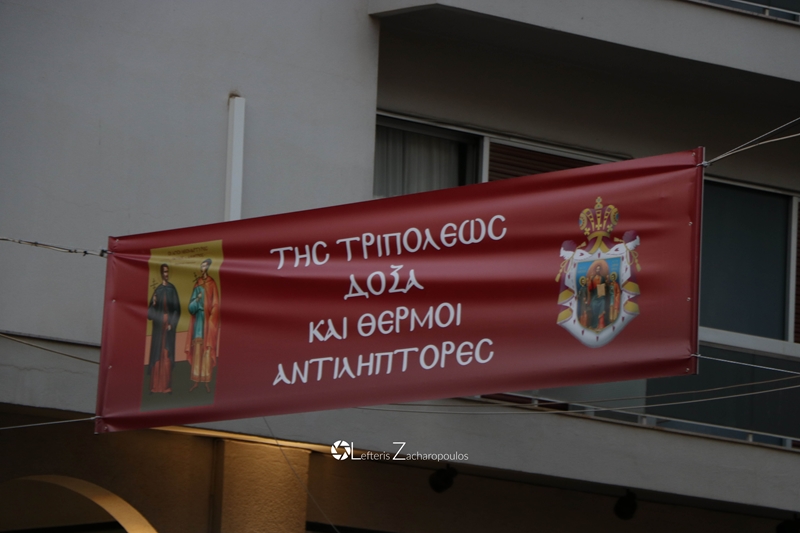 ΤΗϹ ΤΡΙΠΟΛΕΩϹ
ΔΟΞΑ
ΚΑΙ ΘΕΡΜΟΙ
ΑΝΤΙΛΗΠΤΟΡΕϹ
Lefteris Zacharopoulos